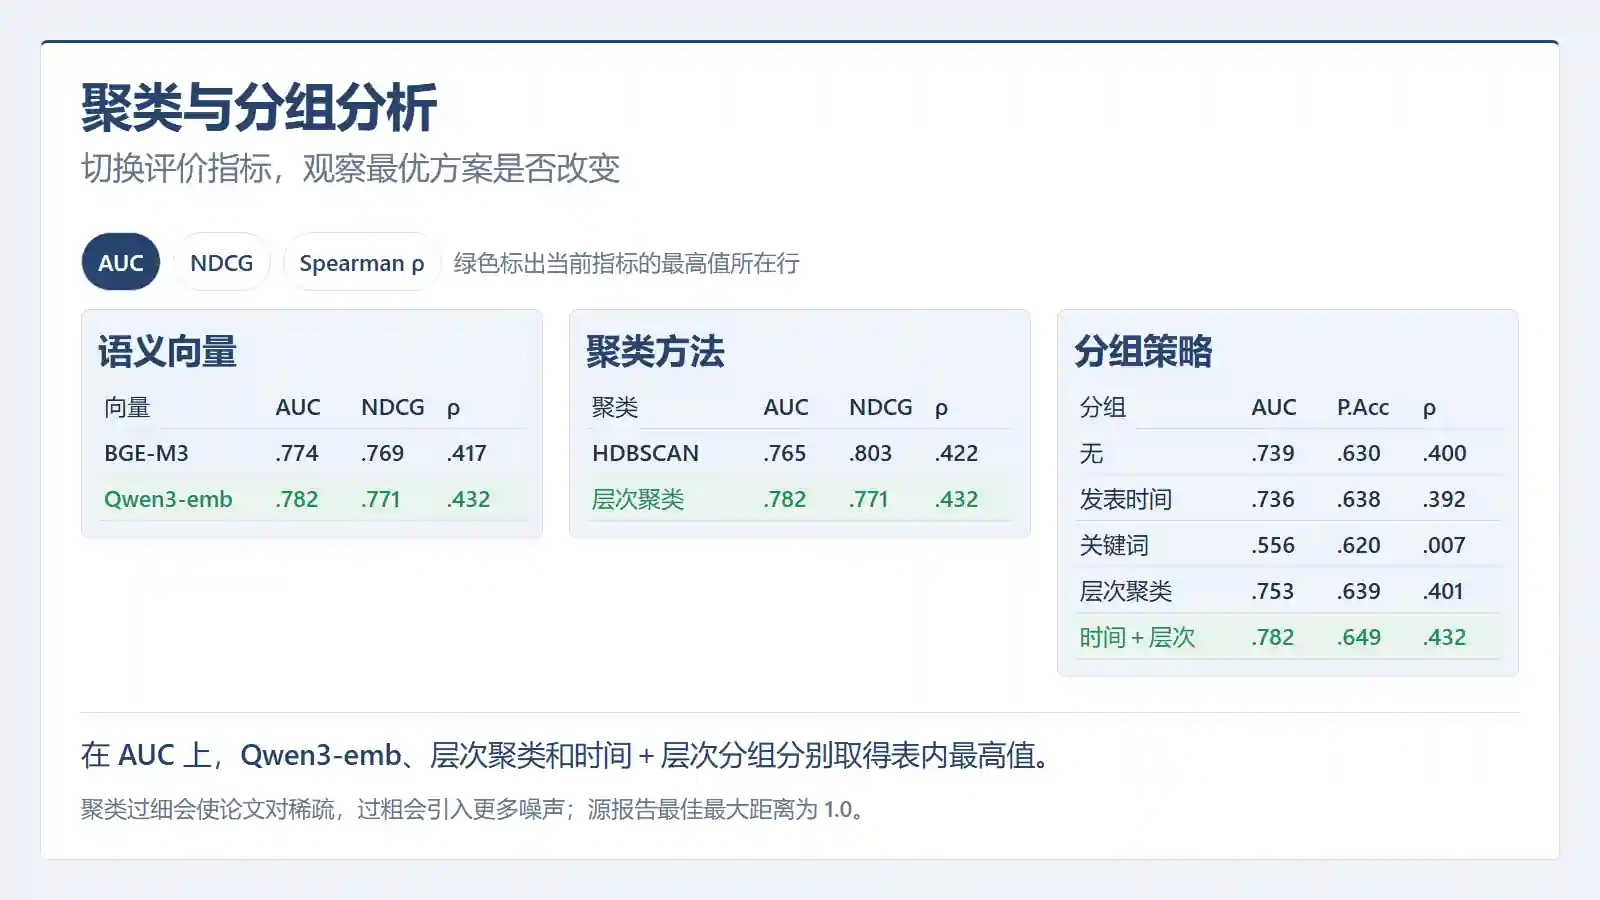 聚类与分组分析
切换评价指标，观察最优方案是否改变
AUC NDCG Spearman ρ 绿色标出当前指标的最高值所在行
语义向量
向量 AUC NDCG ρ
BGE-M3 .774 .769 .417
Qwen3-emb .782 .771 .432
聚类方法
聚类 AUC NDCG ρ
HDBSCAN .765 .803 .422
层次聚类 .782 .771 .432
分组策略
分组 AUC P.Acc ρ
无 .739 .630 .400
发表时间 .736 .638 .392
关键词 .556 .620 .007
层次聚类 .753 .639 .401
时间 + 层次 .782 .649 .432
在 AUC 上，Qwen3-emb、层次聚类和时间 + 层次分组分别取得表内最高值。
聚类过细会使论文对稀疏，过粗会引入更多噪声；源报告最佳最大距离为 1.0。